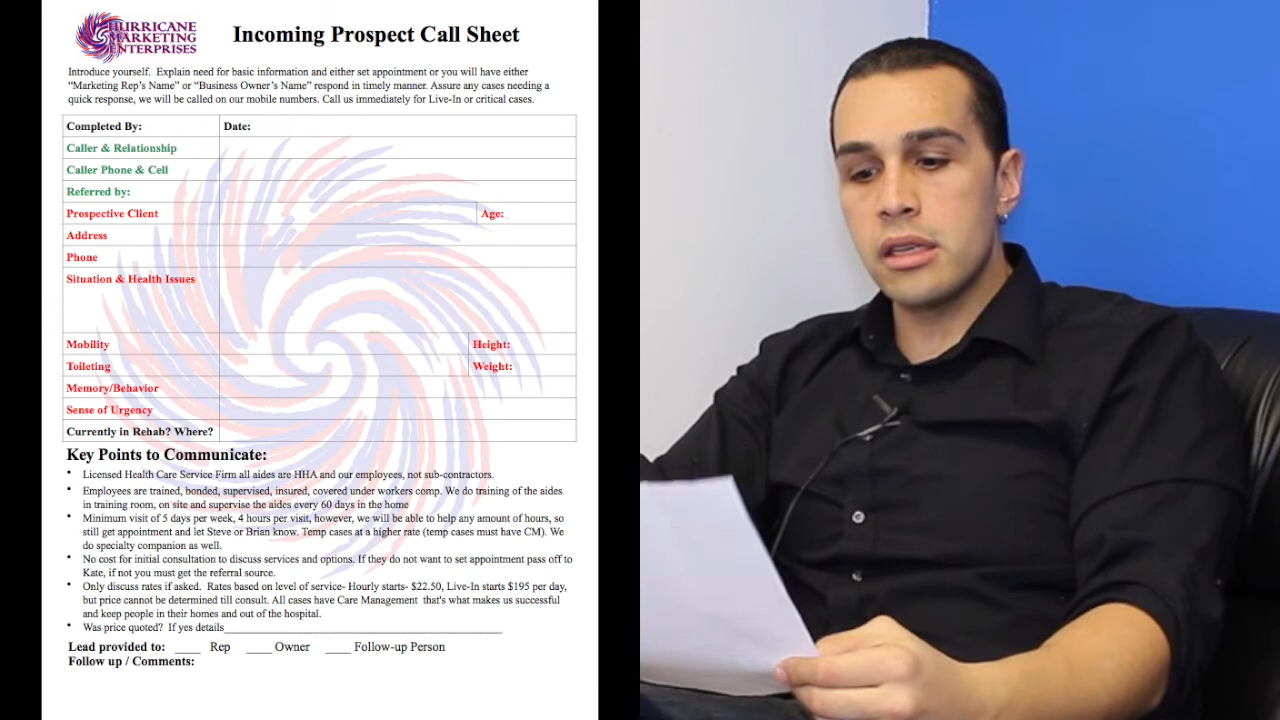 HURRICANE
MARKETING
ENTERPRISES
Incoming Prospect Call Sheet
Introduce yourself. Explain need for basic information and either set appointment or you will have either
“Marketing Rep’s Name” or “Business Owner’s Name” respond in timely manner. Assure any cases needing a
quick response, we will be called on our mobile numbers. Call us immediately for Live-In or critical cases.
Completed By: Date:
Caller & Relationship
Caller Phone & Cell
Referred by:
Prospective Client Age:
Address
Phone
Situation & Health Issues
Mobility Height:
Toileting Weight:
Memory/Behavior
Sense of Urgency
Currently in Rehab? Where?
Key Points to Communicate:
• Licensed Health Care Service Firm all aides are HHA and our employees, not sub-contractors.
• Employees are trained, bonded, supervised, insured, covered under workers comp. We do training of the aides
in training room, on site and supervise the aides every 60 days in the home
• Minimum visit of 5 days per week, 4 hours per visit, however, we will be able to help any amount of hours, so
still get appointment and let Steve or Brian know. Temp cases at a higher rate (temp cases must have CM). We
do specialty companion as well.
• No cost for initial consultation to discuss services and options. If they do not want to set appointment pass off to
Kate, if not you must get the referral source.
• Only discuss rates if asked. Rates based on level of service- Hourly starts- $22.50, Live-In starts $195 per day,
but price cannot be determined till consult. All cases have Care Management that's what makes us successful
and keep people in their homes and out of the hospital.
• Was price quoted? If yes details____________________
Lead provided to: ____ Rep ____ Owner ____ Follow-up Person
Follow up / Comments: